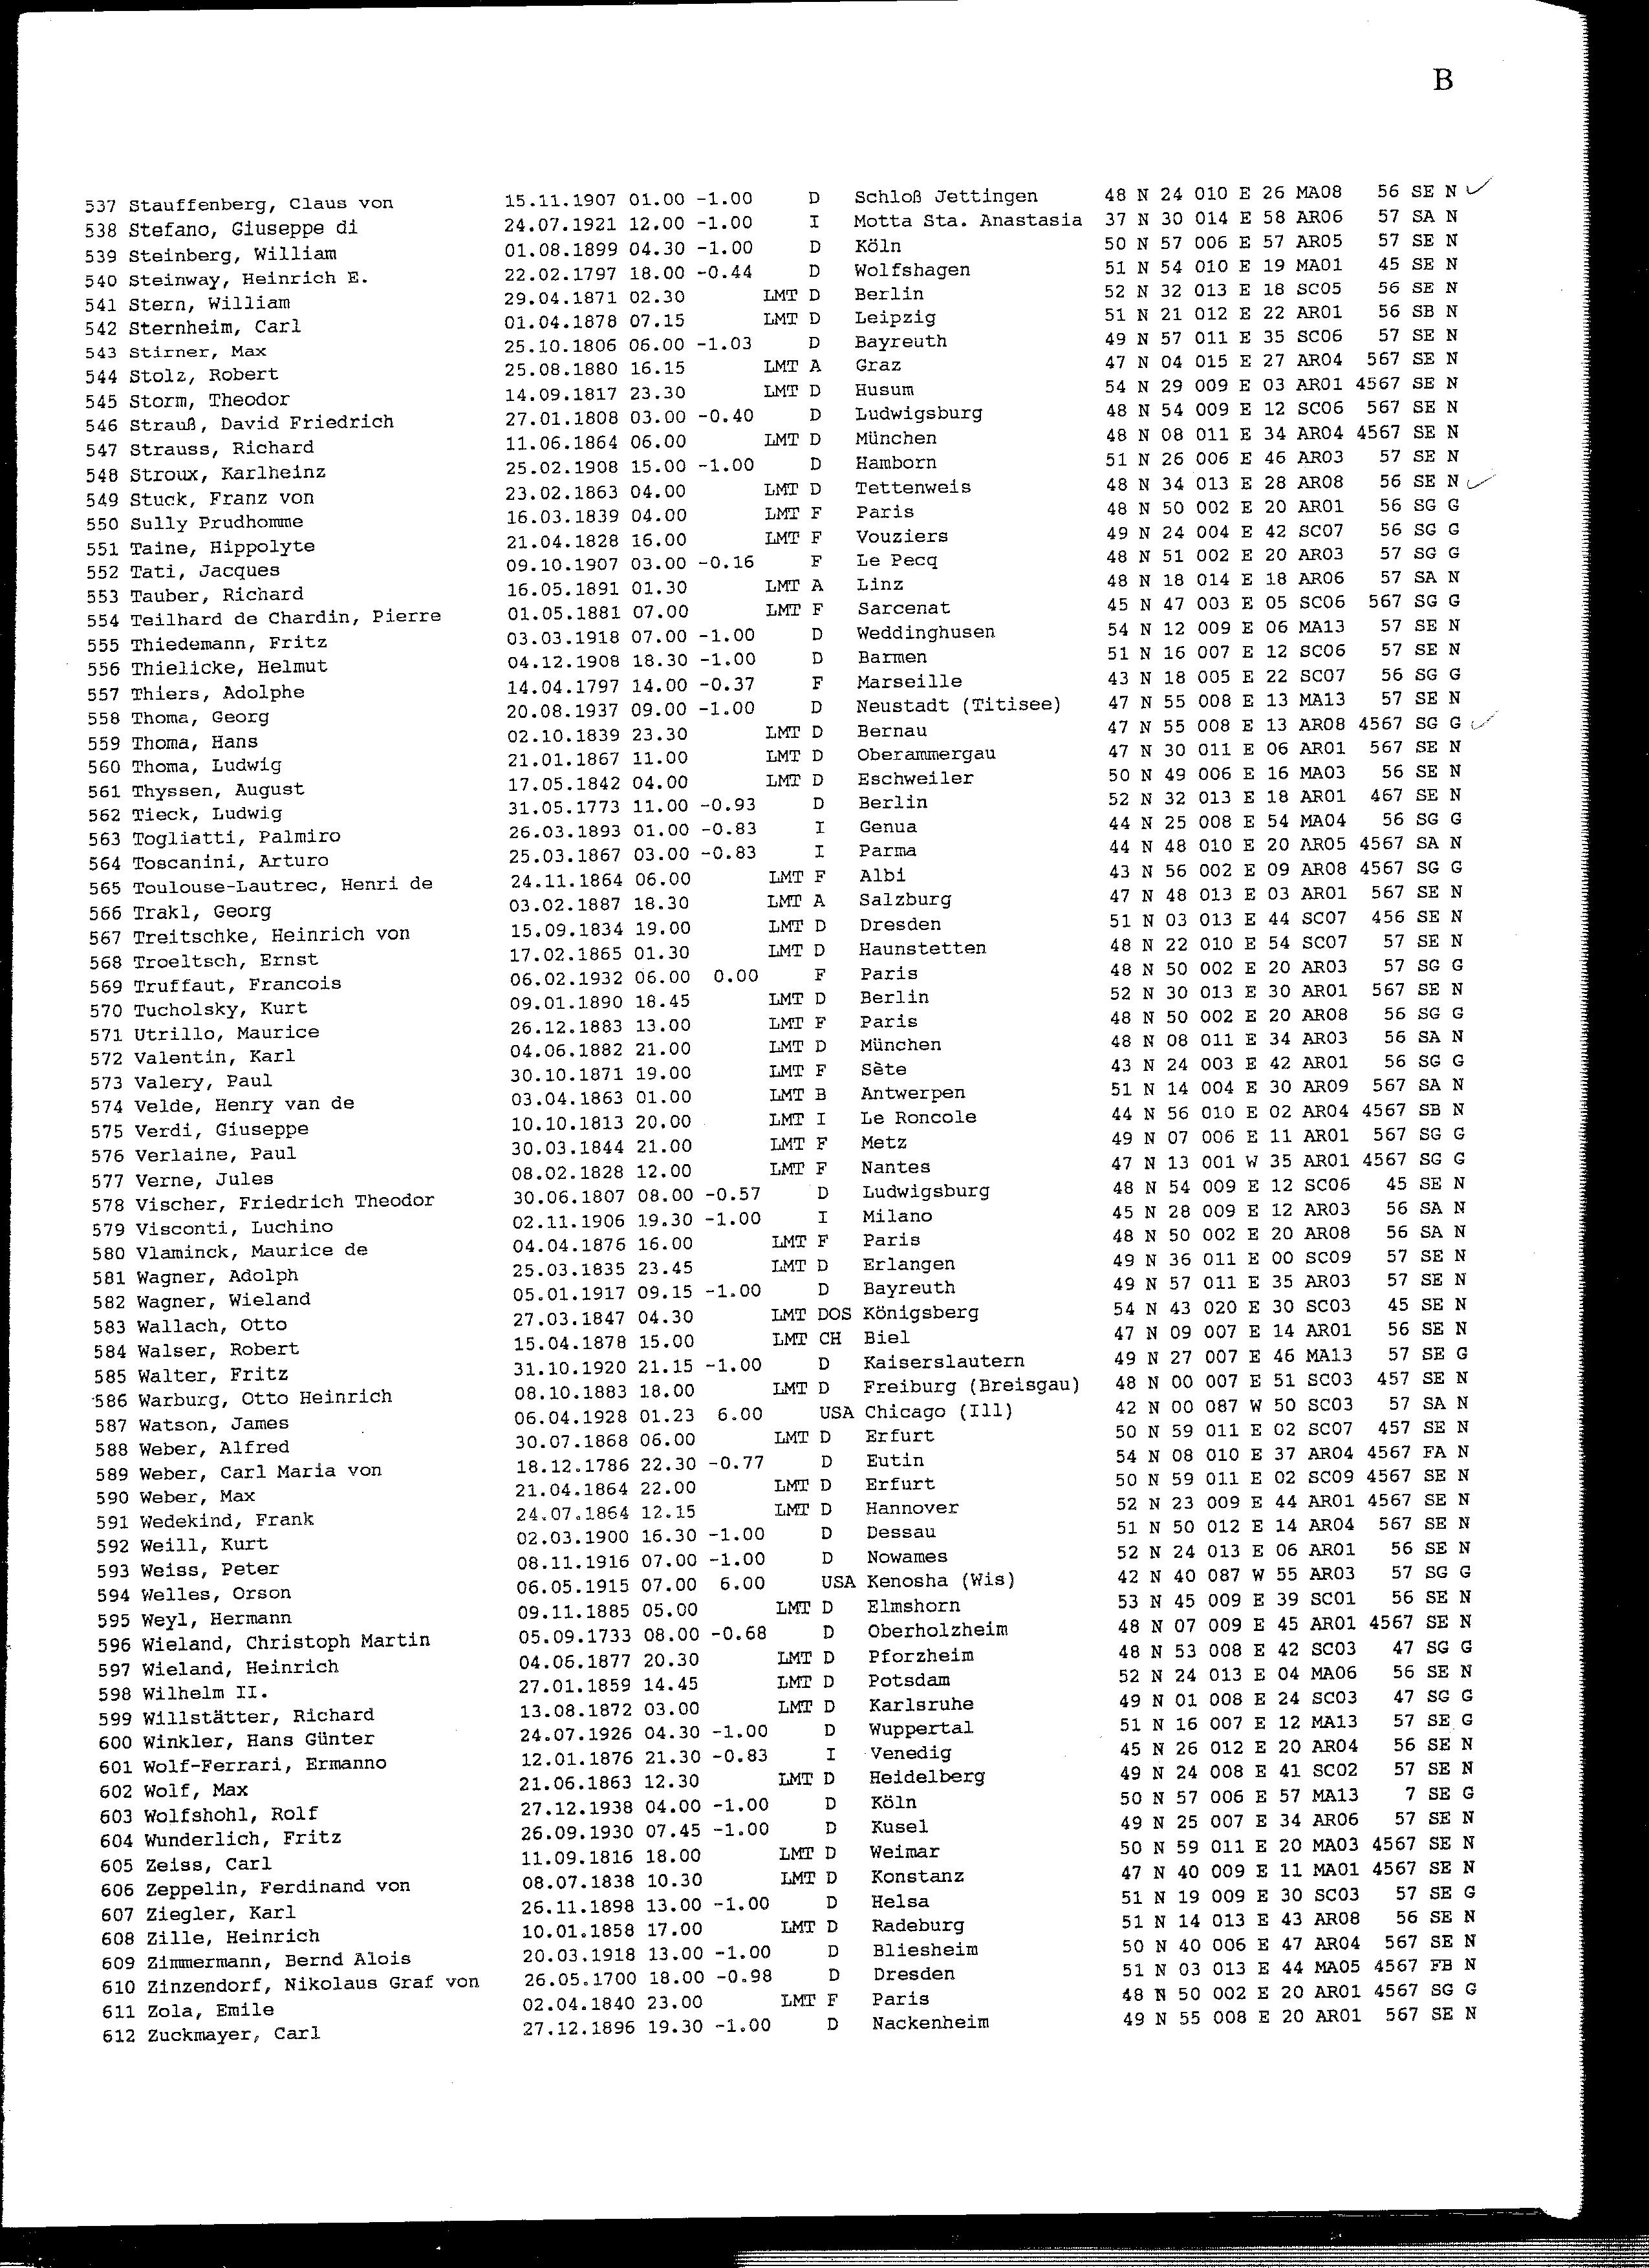 B
537 Stauffenberg, Claus von 15.11.1907 01.00 -1.00 D Schloß Jettingen 48 N 24 010 E 26 MA08 56 SE N
538 Stefano, Giuseppe di 24.07.1921 12.00 -1.00 I Motta Sta. Anastasia 37 N 30 014 E 58 AR06 57 SA N
539 Steinberg, William 01.08.1899 04.30 -1.00 D Köln 50 N 57 006 E 57 AR05 57 SE N
540 Steinway, Heinrich E. 22.02.1797 18.00 -0.44 D Wolfshagen 51 N 54 010 E 19 MA01 45 SE N
541 Stern, William 29.04.1871 02.30 LMT D Berlin 52 N 32 013 E 18 SC05 56 SE N
542 Sternheim, Carl 01.04.1878 07.15 LMT D Leipzig 51 N 21 012 E 22 AR01 56 SB N
543 Stirner, Max 25.10.1806 06.00 -1.03 D Bayreuth 49 N 57 011 E 35 SC06 57 SE N
544 Stolz, Robert 25.08.1880 16.15 LMT A Graz 47 N 04 015 E 27 AR04 567 SE N
545 Storm, Theodor 14.09.1817 23.30 LMT D Husum 54 N 29 009 E 03 AR01 4567 SE N
546 Strauß, David Friedrich 27.01.1808 03.00 -0.40 D Ludwigsburg 48 N 54 009 E 12 SC06 567 SE N
547 Strauss, Richard 11.06.1864 06.00 LMT D München 48 N 08 011 E 34 AR04 4567 SE N
548 Stroux, Karlheinz 25.02.1908 15.00 -1.00 D Hamborn 51 N 26 006 E 46 AR03 57 SE N
549 Stuck, Franz von 23.02.1863 04.00 LMT D Tettenweis 48 N 34 013 E 28 AR08 56 SE N
550 Sully Prudhomme 16.03.1839 04.00 LMT F Paris 48 N 50 002 E 20 AR01 56 SG G
551 Taine, Hippolyte 21.04.1828 16.00 LMT F Vouziers 49 N 24 004 E 42 SC07 56 SG G
552 Tati, Jacques 09.10.1907 03.00 -0.16 F Le Pecq 48 N 51 002 E 20 AR03 57 SG G
553 Tauber, Richard 16.05.1891 01.30 LMT A Linz 48 N 18 014 E 18 AR06 57 SA N
554 Teilhard de Chardin, Pierre 01.05.1881 07.00 LMT F Sarcenat 45 N 47 003 E 05 SC06 567 SG G
555 Thiedemann, Fritz 03.03.1918 07.00 -1.00 D Weddinghusen 54 N 12 009 E 06 MA13 57 SE N
556 Thielicke, Helmut 04.12.1908 18.30 -1.00 D Barmen 51 N 16 007 E 12 SC06 57 SE N
557 Thiers, Adolphe 14.04.1797 14.00 -0.37 F Marseille 43 N 18 005 E 22 SC07 56 SG G
558 Thoma, Georg 20.08.1937 09.00 -1.00 D Neustadt (Titisee) 47 N 55 008 E 13 MA13 57 SE N
559 Thoma, Hans 02.10.1839 23.30 LMT D Bernau 47 N 55 008 E 13 AR08 4567 SG G
560 Thoma, Ludwig 21.01.1867 11.00 LMT D Oberammergau 47 N 30 011 E 06 AR01 567 SE N
561 Thyssen, August 17.05.1842 04.00 LMT D Eschweiler 50 N 49 006 E 16 MA03 56 SE N
562 Tieck, Ludwig 31.05.1773 11.00 -0.93 D Berlin 52 N 32 013 E 18 AR01 467 SE N
563 Togliatti, Palmiro 26.03.1893 01.00 -0.83 I Genua 44 N 25 008 E 54 MA04 56 SG G
564 Toscanini, Arturo 25.03.1867 03.00 -0.83 I Parma 44 N 48 010 E 20 AR05 4567 SA N
565 Toulouse-Lautrec, Henri de 24.11.1864 06.00 LMT F Albi 43 N 56 002 E 09 AR08 4567 SG G
566 Trakl, Georg 03.02.1887 18.30 LMT A Salzburg 47 N 48 013 E 03 AR01 567 SE N
567 Treitschke, Heinrich von 15.09.1834 19.00 LMT D Dresden 51 N 03 013 E 44 SC07 456 SE N
568 Troeltsch, Ernst 17.02.1865 01.30 LMT D Haunstetten 48 N 22 010 E 54 SC07 57 SE N
569 Truffaut, Francois 06.02.1932 06.00 0.00 F Paris 48 N 50 002 E 20 AR03 57 SG G
570 Tucholsky, Kurt 09.01.1890 18.45 LMT D Berlin 52 N 30 013 E 30 AR01 567 SE N
571 Utrillo, Maurice 26.12.1883 13.00 LMT F Paris 48 N 50 002 E 20 AR08 56 SG G
572 Valentin, Karl 04.06.1882 21.00 LMT D München 48 N 08 011 E 34 AR03 56 SA N
573 Valery, Paul 30.10.1871 19.00 LMT F Sète 43 N 24 003 E 42 AR01 56 SG G
574 Velde, Henry van de 03.04.1863 01.00 LMT B Antwerpen 51 N 14 004 E 30 AR09 567 SA N
575 Verdi, Giuseppe 10.10.1813 20.00 LMT I Le Roncole 44 N 56 010 E 02 AR04 4567 SB N
576 Verlaine, Paul 30.03.1844 21.00 LMT F Metz 49 N 07 006 E 11 AR01 567 SG G
577 Verne, Jules 08.02.1828 12.00 LMT F Nantes 47 N 13 001 W 35 AR01 4567 SG G
578 Vischer, Friedrich Theodor 30.06.1807 08.00 -0.57 D Ludwigsburg 48 N 54 009 E 12 SC06 45 SE N
579 Visconti, Luchino 02.11.1906 19.30 -1.00 I Milano 45 N 28 009 E 12 AR03 56 SA N
580 Vlaminck, Maurice de 04.04.1876 16.00 LMT F Paris 48 N 50 002 E 20 AR08 56 SA N
581 Wagner, Adolph 25.03.1835 23.45 LMT D Erlangen 49 N 36 011 E 00 SC09 57 SE N
582 Wagner, Wieland 05.01.1917 09.15 -1.00 D Bayreuth 49 N 57 011 E 35 AR03 57 SE N
583 Wallach, Otto 27.03.1847 04.30 LMT DOS Königsberg 54 N 43 020 E 30 SC03 45 SE N
584 Walser, Robert 15.04.1878 15.00 LMT CH Biel 47 N 09 007 E 14 AR01 56 SE N
585 Walter, Fritz 31.10.1920 21.15 -1.00 D Kaiserslautern 49 N 27 007 E 46 MA13 57 SE G
586 Warburg, Otto Heinrich 08.10.1883 18.00 LMT D Freiburg (Breisgau) 48 N 00 007 E 51 SC03 457 SE N
587 Watson, James 06.04.1928 01.23 6.00 USA Chicago (Ill) 42 N 00 087 W 50 SC03 57 SA N
588 Weber, Alfred 30.07.1868 06.00 LMT D Erfurt 50 N 59 011 E 02 SC07 457 SE N
589 Weber, Carl Maria von 18.12.1786 22.30 -0.77 D Eutin 54 N 08 010 E 37 AR04 4567 FA N
590 Weber, Max 21.04.1864 22.00 LMT D Erfurt 50 N 59 011 E 02 SC09 4567 SE N
591 Wedekind, Frank 24.07.1864 12.15 LMT D Hannover 52 N 23 009 E 44 AR01 4567 SE N
592 Weill, Kurt 02.03.1900 16.30 -1.00 D Dessau 51 N 50 012 E 14 AR04 567 SE N
593 Weiss, Peter 08.11.1916 07.00 -1.00 D Nowames 52 N 24 013 E 06 AR01 56 SE N
594 Welles, Orson 06.05.1915 07.00 6.00 USA Kenosha (Wis) 42 N 40 087 W 55 AR03 57 SG G
595 Weyl, Hermann 09.11.1885 05.00 LMT D Elmshorn 53 N 45 009 E 39 SC01 56 SE N
596 Wieland, Christoph Martin 05.09.1733 08.00 -0.68 D Oberholzheim 48 N 07 009 E 45 AR01 4567 SE N
597 Wieland, Heinrich 04.06.1877 20.30 LMT D Pforzheim 48 N 53 008 E 42 SC03 47 SG G
598 Wilhelm II. 27.01.1859 14.45 LMT D Potsdam 52 N 24 013 E 04 MA06 56 SE N
599 Willstätter, Richard 13.08.1872 03.00 LMT D Karlsruhe 49 N 01 008 E 24 SC03 47 SG G
600 Winkler, Hans Günter 24.07.1926 04.30 -1.00 D Wuppertal 51 N 16 007 E 12 MA13 57 SE G
601 Wolf-Ferrari, Ermanno 12.01.1876 21.30 -0.83 I Venedig 45 N 26 012 E 20 AR04 56 SE N
602 Wolf, Max 21.06.1863 12.30 LMT D Heidelberg 49 N 24 008 E 41 SC02 57 SE N
603 Wolfshohl, Rolf 27.12.1938 04.00 -1.00 D Köln 50 N 57 006 E 57 MA13 7 SE G
604 Wunderlich, Fritz 26.09.1930 07.45 -1.00 D Kusel 49 N 25 007 E 34 AR06 57 SE N
605 Zeiss, Carl 11.09.1816 18.00 LMT D Weimar 50 N 59 011 E 20 MA03 4567 SE N
606 Zeppelin, Ferdinand von 08.07.1838 10.30 LMT D Konstanz 47 N 40 009 E 11 MA01 4567 SE N
607 Ziegler, Karl 26.11.1898 13.00 -1.00 D Helsa 51 N 19 009 E 30 SC03 57 SE G
608 Zille, Heinrich 10.01.1858 17.00 LMT D Radeburg 51 N 14 013 E 43 AR08 56 SE N
609 Zimmermann, Bernd Alois 20.03.1918 13.00 -1.00 D Bliesheim 50 N 40 006 E 47 AR04 567 SE N
610 Zinzendorf, Nikolaus Graf von 26.05.1700 18.00 -0.98 D Dresden 51 N 03 013 E 44 MA05 4567 FB N
611 Zola, Emile 02.04.1840 23.00 LMT F Paris 48 N 50 002 E 20 AR01 4567 SG G
612 Zuckmayer, Carl 27.12.1896 19.30 -1.00 D Nackenheim 49 N 55 008 E 20 AR01 567 SE N